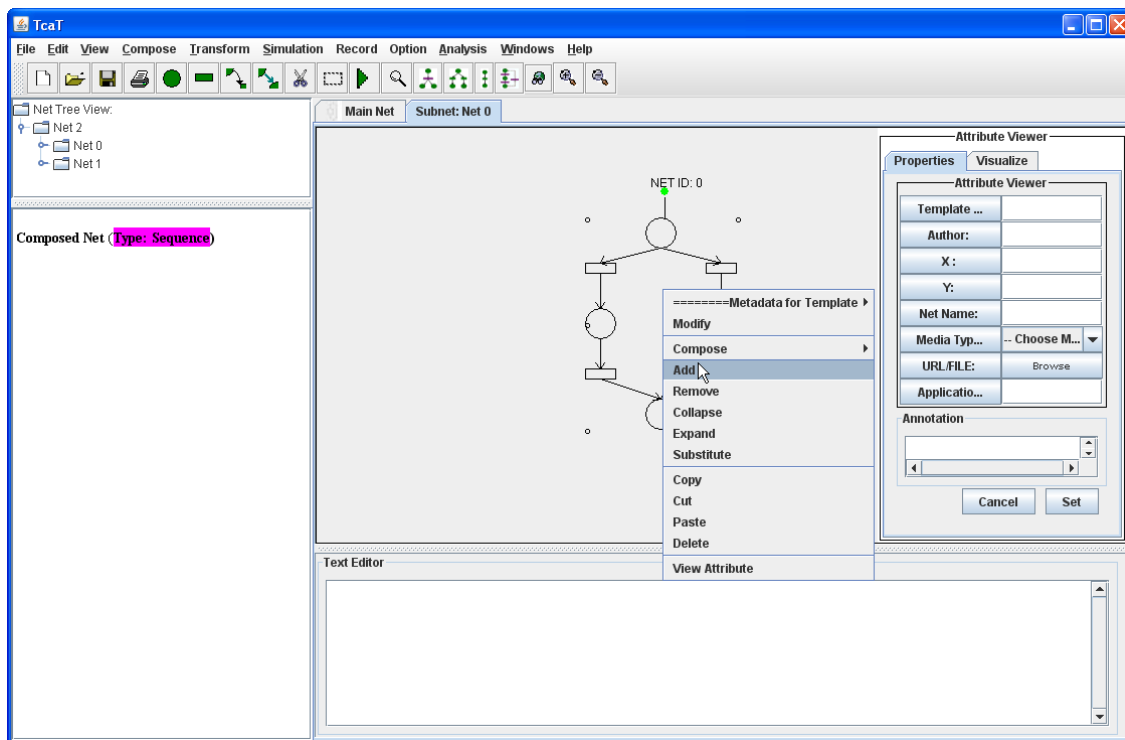 TcaT
File Edit View Compose Transform Simulation Record Option Analysis Windows Help
Net Tree View:
Net 2
Net 0
Net 1
Composed Net (Type: Sequence)
Main Net Subnet: Net 0
NET ID: 0
========Metadata for Template
Modify
Compose
Add
Remove
Collapse
Expand
Substitute
Copy
Cut
Paste
Delete
View Attribute
Attribute Viewer
Properties Visualize
Attribute Viewer
Template ...
Author:
X :
Y:
Net Name:
Media Typ... -- Choose M...
URL/FILE: Browse
Applicatio...
Annotation
Cancel Set
Text Editor